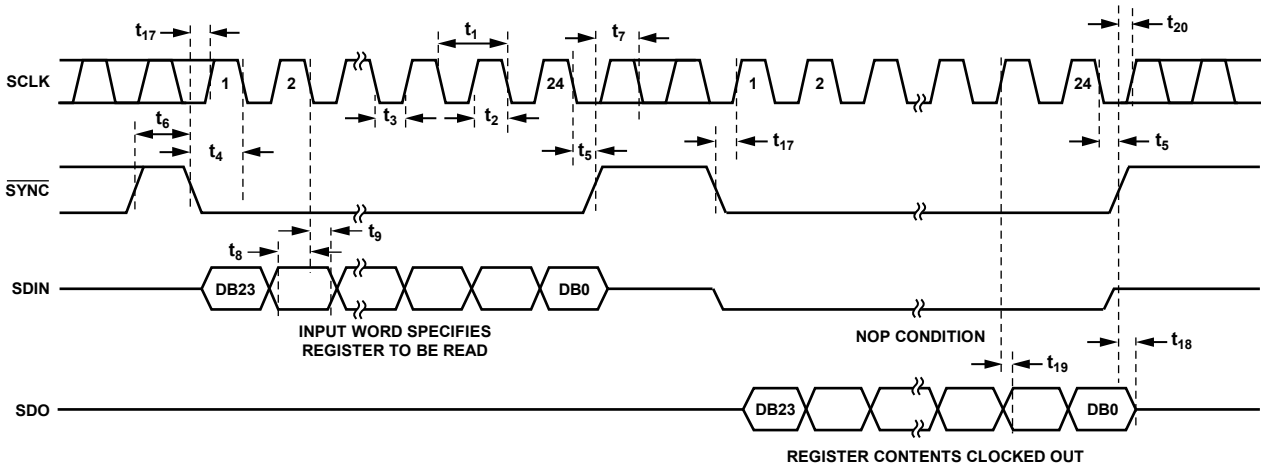 t17
t1
t7
t20
SCLK
1
2
24
1
2
24
t3
t2
t6
t4
t5
t17
t5
SYNC
t8
t9
SDIN
DB23
DB0
INPUT WORD SPECIFIES
REGISTER TO BE READ
NOP CONDITION
t18
t19
SDO
DB23
DB0
REGISTER CONTENTS CLOCKED OUT